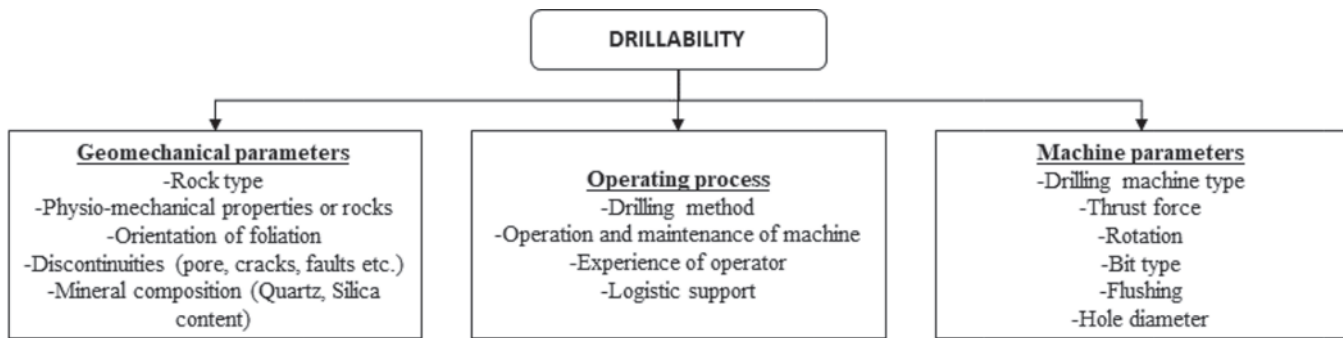 DRILLABILITY
Geomechanical parameters
-Rock type
-Physio-mechanical properties or rocks
-Orientation of foliation
-Discontinuities (pore, cracks, faults etc.)
-Mineral composition (Quartz, Silica
content)
Operating process
-Drilling method
-Operation and maintenance of machine
-Experience of operator
-Logistic support
Machine parameters
-Drilling machine type
-Thrust force
-Rotation
-Bit type
-Flushing
-Hole diameter